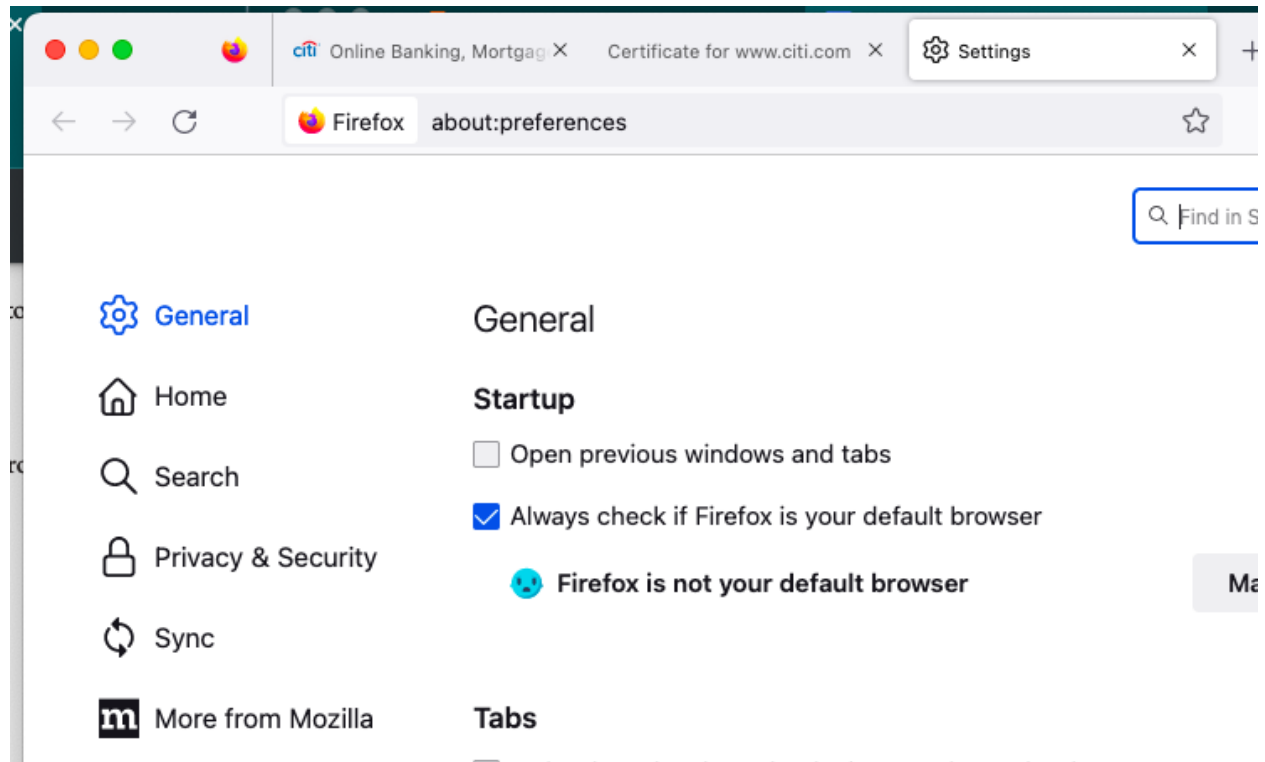 citi Online Banking, Mortgag
Certificate for www.citi.com
Settings
Firefox about:preferences
Find in S
General
Home
Search
Privacy & Security
Sync
m More from Mozilla
General
Startup
Open previous windows and tabs
Always check if Firefox is your default browser
Firefox is not your default browser
Ma
Tabs